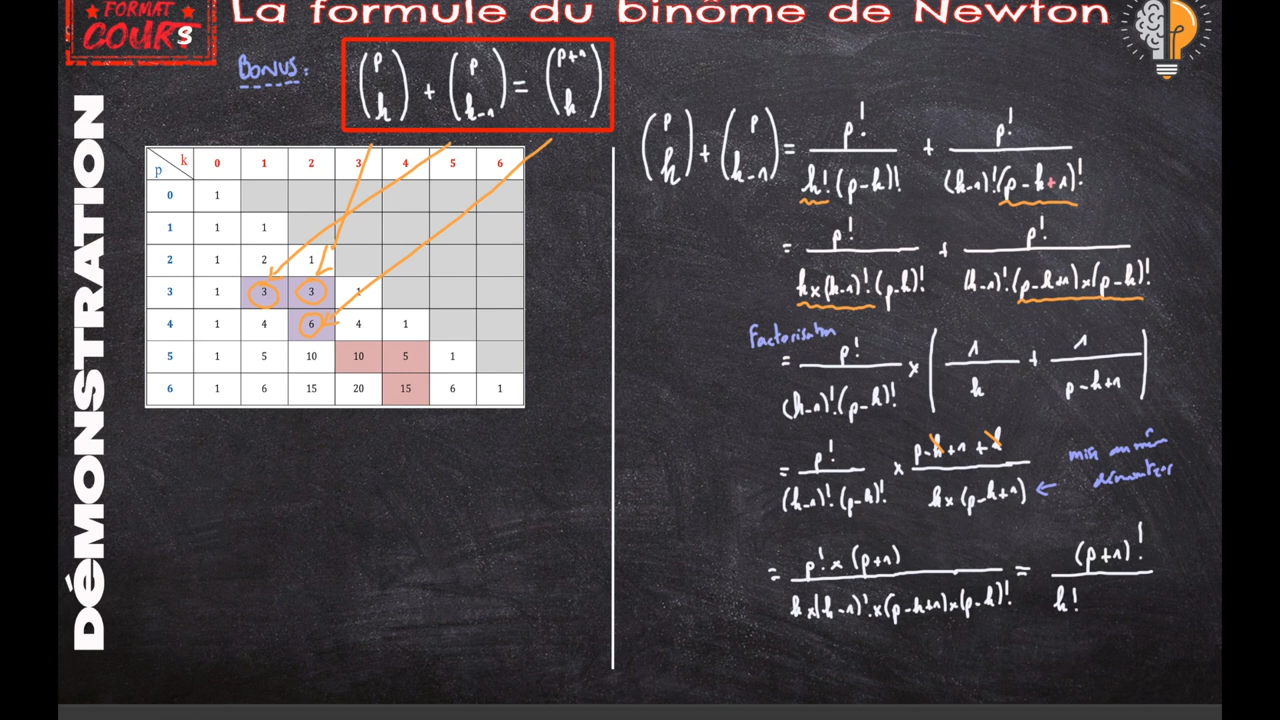 FORMAT
COURS
La formule du binôme de Newton
DÉMONSTRATION
Bonus :
(p k) + (p k-1) = (p+1 k)
p k 0 1 2 3 4 5 6
0 1
1 1 1
2 1 2 1
3 1 3 3 1
4 1 4 6 4 1
5 1 5 10 10 5 1
6 1 6 15 20 15 6 1
(p k) + (p k-1) = p! / k!(p-k)! + p! / (k-1)!(p-k+1)!
= p! / k×(k-1)!(p-k)! + p! / (k-1)!(p-k+1)×(p-k)!
Factorisation
= p! / (k-1)!(p-k)! × (1/k + 1/p-k+1)
= p! / (k-1)!(p-k)! × p-k+1+k / k×(p-k+1) ←
mise au même
dénominateur
= p!×(p+1) / k×(k-1)!×(p-k+1)×(p-k)! = (p+1)! / k!